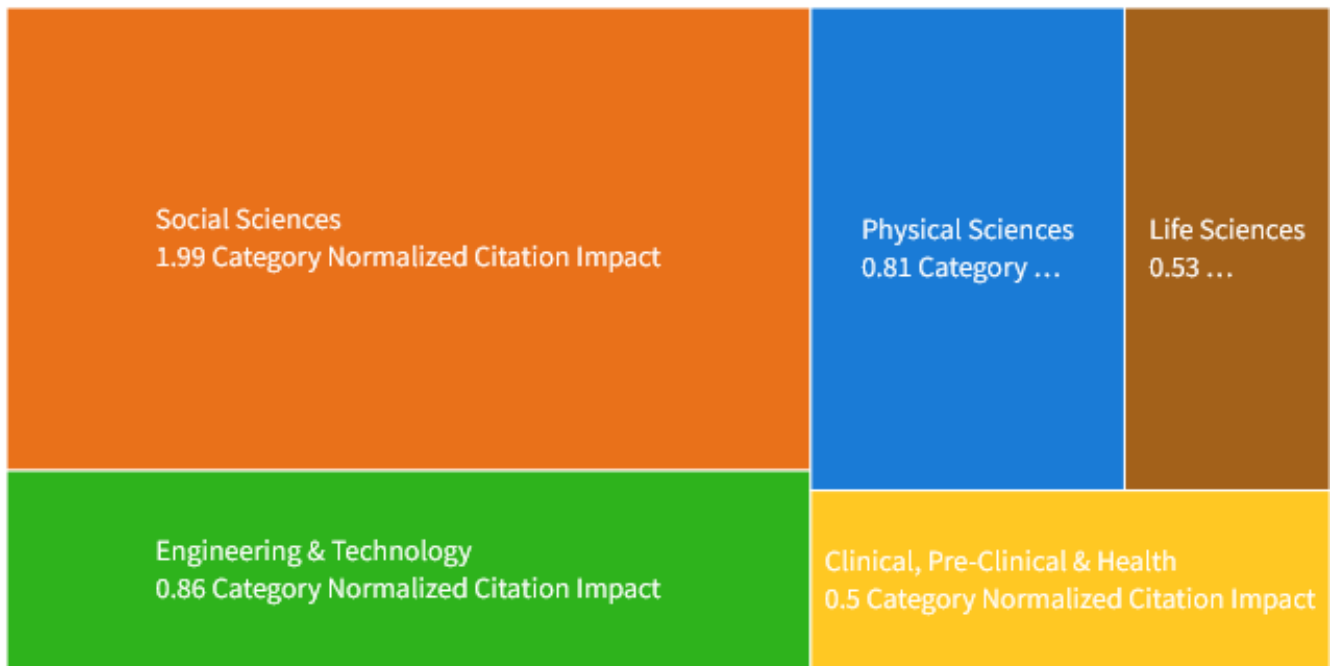 Social Sciences
1.99 Category Normalized Citation Impact
Physical Sciences
0.81 Category ...
Life Sciences
0.53 ...
Engineering & Technology
0.86 Category Normalized Citation Impact
Clinical, Pre-Clinical & Health
0.5 Category Normalized Citation Impact